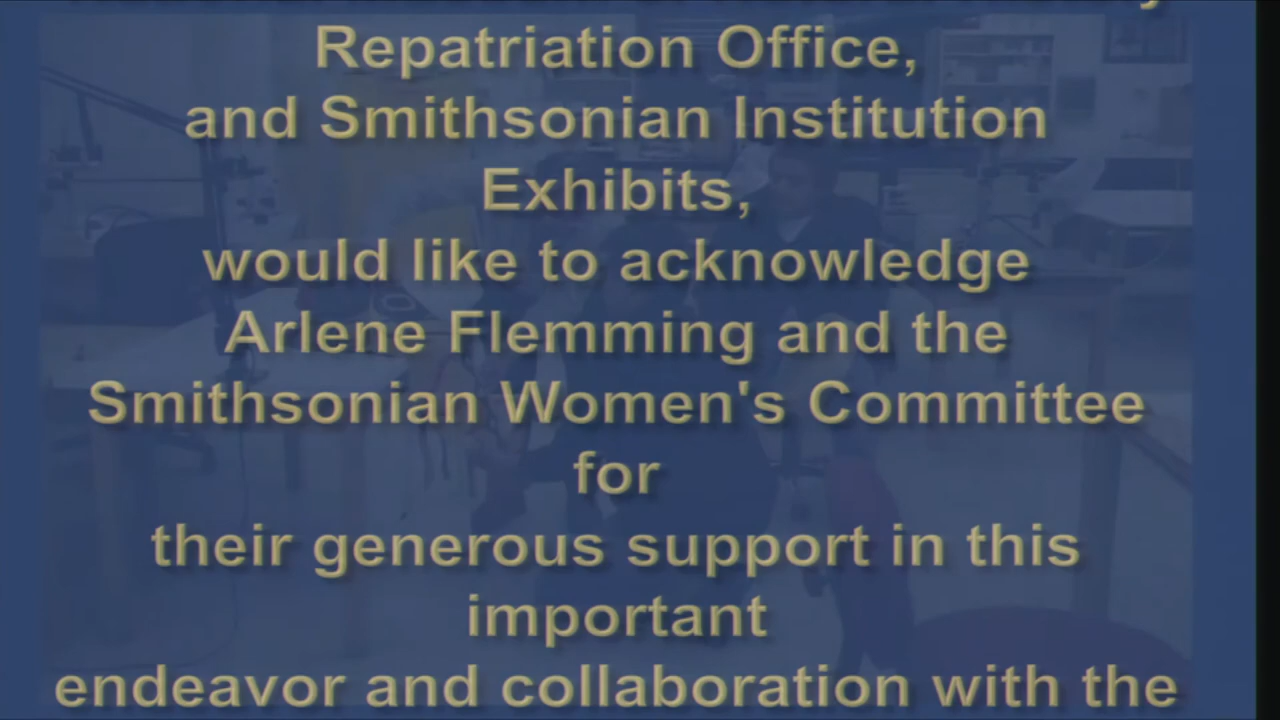 Repatriation Office,
and Smithsonian Institution
Exhibits,
would like to acknowledge
Arlene Flemming and the
Smithsonian Women's Committee
for
their generous support in this
important
endeavor and collaboration with the